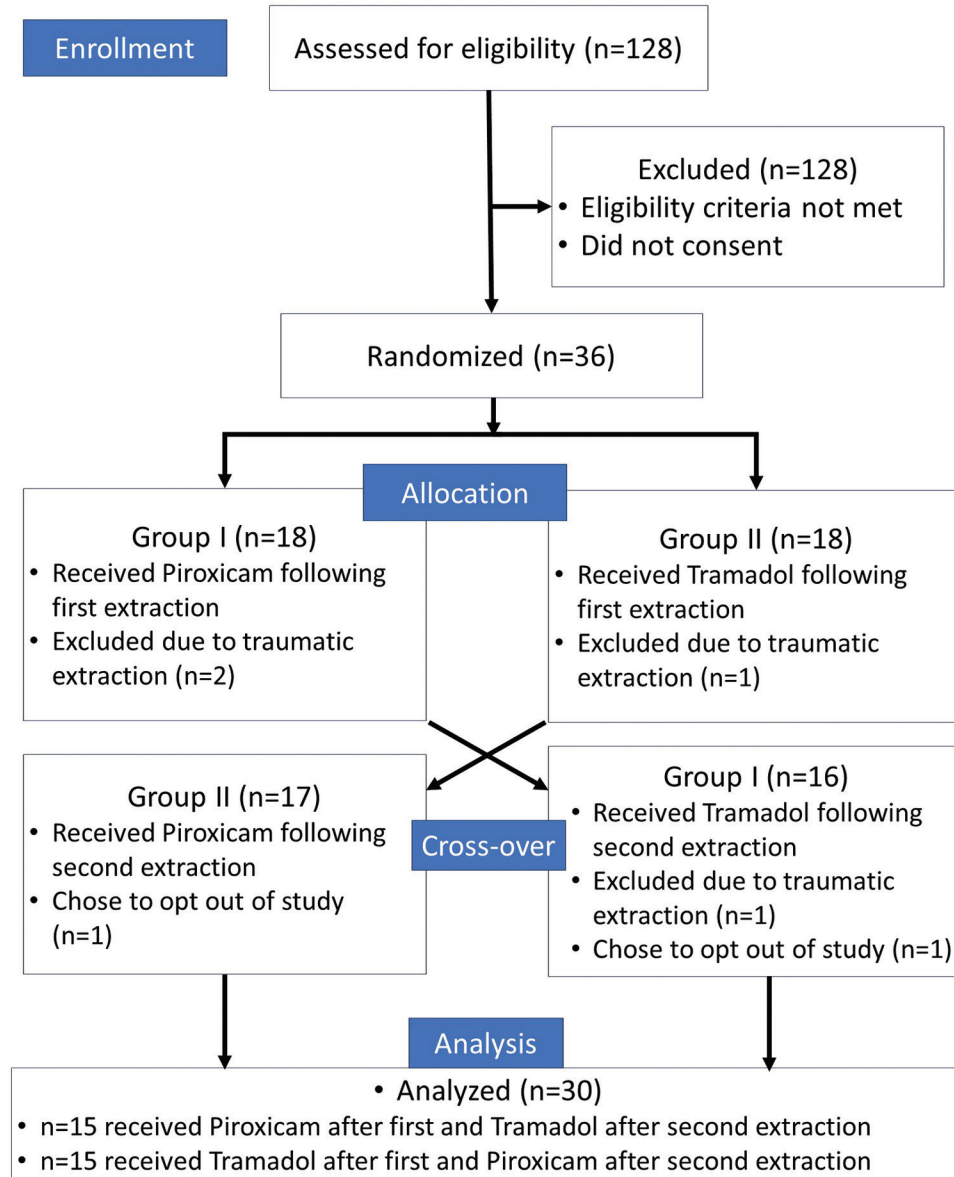 Enrollment
Assessed for eligibility (n=128)
Excluded (n=128)
• Eligibility criteria not met
• Did not consent
Randomized (n=36)
Allocation
Group I (n=18)
• Received Piroxicam following
first extraction
• Excluded due to traumatic
extraction (n=2)
Group II (n=18)
• Received Tramadol following
first extraction
• Excluded due to traumatic
extraction (n=1)
Group II (n=17)
• Received Piroxicam following
second extraction
• Chose to opt out of study
(n=1)
Cross-over
Group I (n=16)
• Received Tramadol following
second extraction
• Excluded due to traumatic
extraction (n=1)
• Chose to opt out of study (n=1)
Analysis
• Analyzed (n=30)
• n=15 received Piroxicam after first and Tramadol after second extraction
• n=15 received Tramadol after first and Piroxicam after second extraction